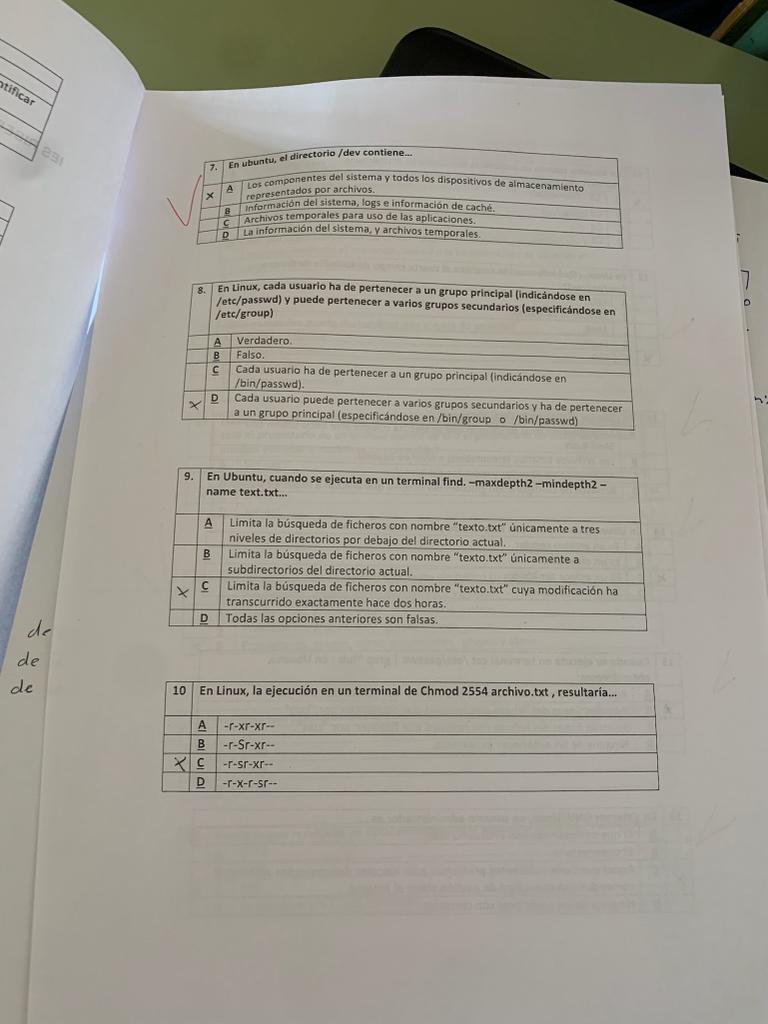 ntificar
7. En ubuntu, el directorio /dev contiene...
x A Los componentes del sistema y todos los dispositivos de almacenamiento
representados por archivos.
B Información del sistema, logs e información de caché.
C Archivos temporales para uso de las aplicaciones.
D La información del sistema, y archivos temporales.
8. En Linux, cada usuario ha de pertenecer a un grupo principal (indicándose en
/etc/passwd) y puede pertenecer a varios grupos secundarios (especificándose en
/etc/group)
A Verdadero.
B Falso.
C Cada usuario ha de pertenecer a un grupo principal (indicándose en
/bin/passwd).
x D Cada usuario puede pertenecer a varios grupos secundarios y ha de pertenecer
a un grupo principal (especificándose en /bin/group o /bin/passwd)
9. En Ubuntu, cuando se ejecuta en un terminal find. –maxdepth2 –mindepth2 –
name text.txt...
A Limita la búsqueda de ficheros con nombre "texto.txt" únicamente a tres
niveles de directorios por debajo del directorio actual.
B Limita la búsqueda de ficheros con nombre "texto.txt" únicamente a
subdirectorios del directorio actual.
x C Limita la búsqueda de ficheros con nombre "texto.txt" cuya modificación ha
transcurrido exactamente hace dos horas.
D Todas las opciones anteriores son falsas.
de
de
de
10 En Linux, la ejecución en un terminal de Chmod 2554 archivo.txt , resultaría...
A -r-xr-xr--
B -r-Sr-xr--
x C -r-sr-xr--
D -r-x-r-sr--